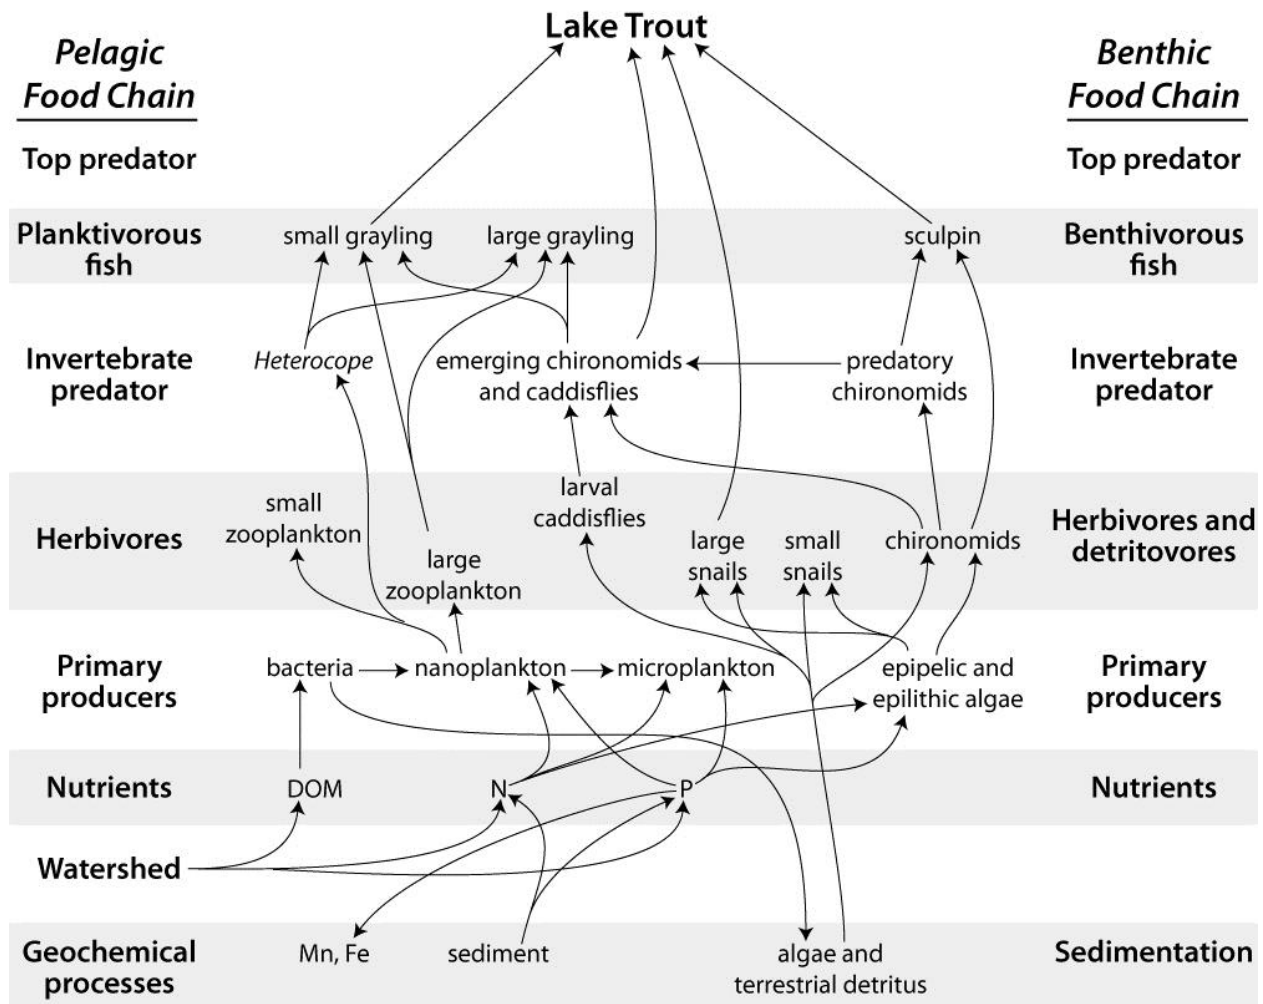 Lake Trout
Pelagic
Food Chain
Benthic
Food Chain
Top predator
Top predator
Planktivorous
fish
small grayling
large grayling
sculpin
Benthivorous
fish
Invertebrate
predator
Heterocope
emerging chironomids
and caddisflies
predatory
chironomids
Invertebrate
predator
Herbivores
small
zooplankton
large
zooplankton
larval
caddisflies
large
snails
small
snails
chironomids
Herbivores and
detritovores
Primary
producers
bacteria
nanoplankton
microplankton
epipelic and
epilithic algae
Primary
producers
Nutrients
DOM
N
P
Nutrients
Watershed
Geochemical
processes
Mn, Fe
sediment
algae and
terrestrial detritus
Sedimentation